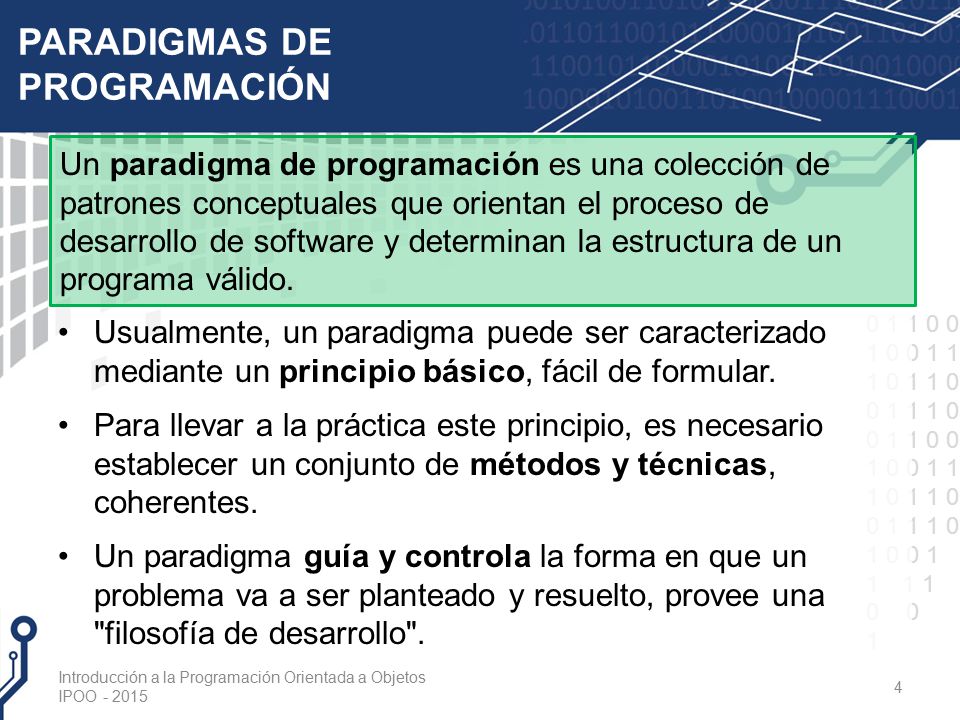 PARADIGMAS DE
PROGRAMACIÓN
Un paradigma de programación es una colección de
patrones conceptuales que orientan el proceso de
desarrollo de software y determinan la estructura de un
programa válido.
• Usualmente, un paradigma puede ser caracterizado
mediante un principio básico, fácil de formular.
• Para llevar a la práctica este principio, es necesario
establecer un conjunto de métodos y técnicas,
coherentes.
• Un paradigma guía y controla la forma en que un
problema va a ser planteado y resuelto, provee una
"filosofía de desarrollo".
Introducción a la Programación Orientada a Objetos
IPOO - 2015
4